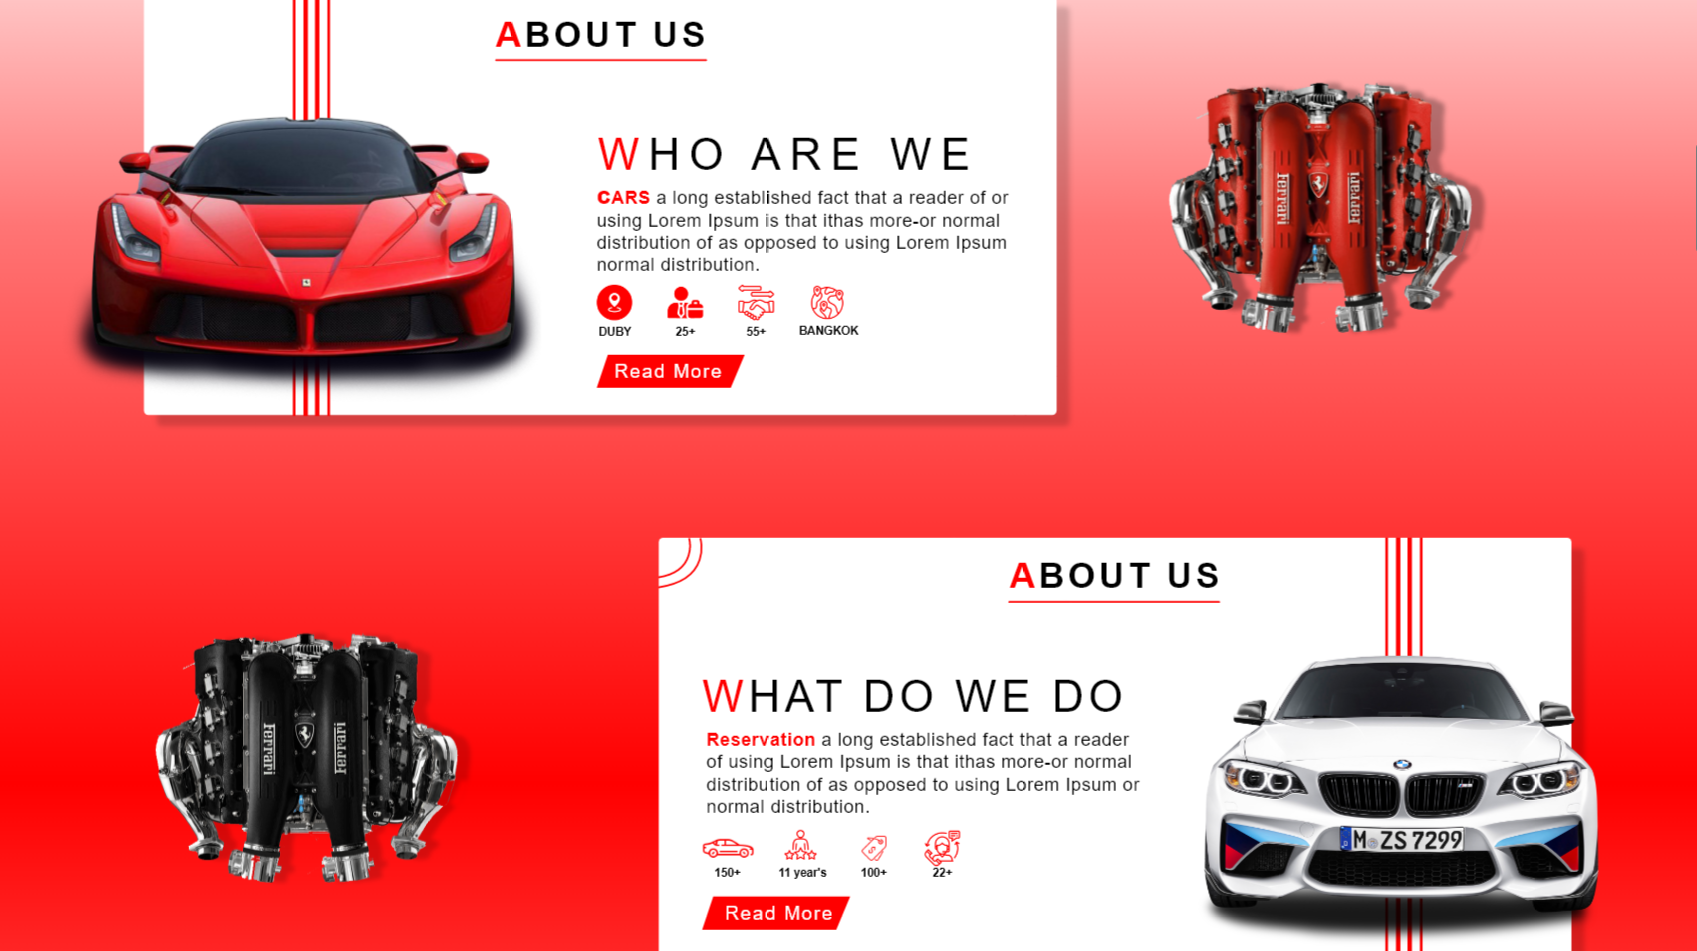 ABOUT US
WHO ARE WE
CARS a long established fact that a reader of or
using Lorem Ipsum is that ithas more-or normal
distribution of as opposed to using Lorem Ipsum
normal distribution.
DUBY 25+ 55+ BANGKOK
Read More
Ferrari Ferrari
ABOUT US
WHAT DO WE DO
Reservation a long established fact that a reader
of using Lorem Ipsum is that ithas more-or normal
distribution of as opposed to using Lorem Ipsum or
normal distribution.
150+ 11 year's 100+ 22+
Read More
Ferrari Ferrari
M ZS 7299